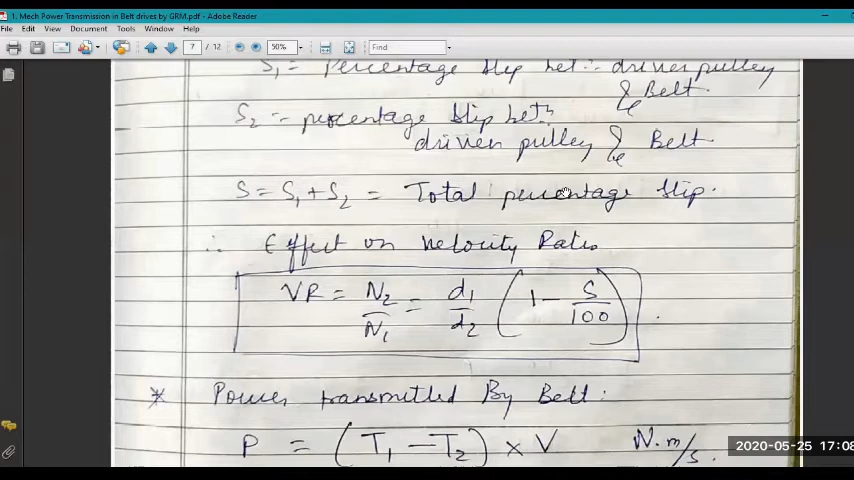 1. Mech Power Transmission in Belt drives by GRM.pdf - Adobe Reader
File Edit View Document Tools Window Help
7 / 12 50% Find
S₁ = Percentage slip bet.. driven pulley
& Belt.
S₂ = percentage slip betⁿ
driven pulley & Belt.
S = S₁ + S₂ = Total percentage slip.
∴ Effect on Velocity Ratio
VR = N₂/N₁ = d₁/d₂ (1 - S/100)
* Power transmitted By Belt:
P = (T₁ - T₂) × V N.m/s.
2020-05-25 17:08